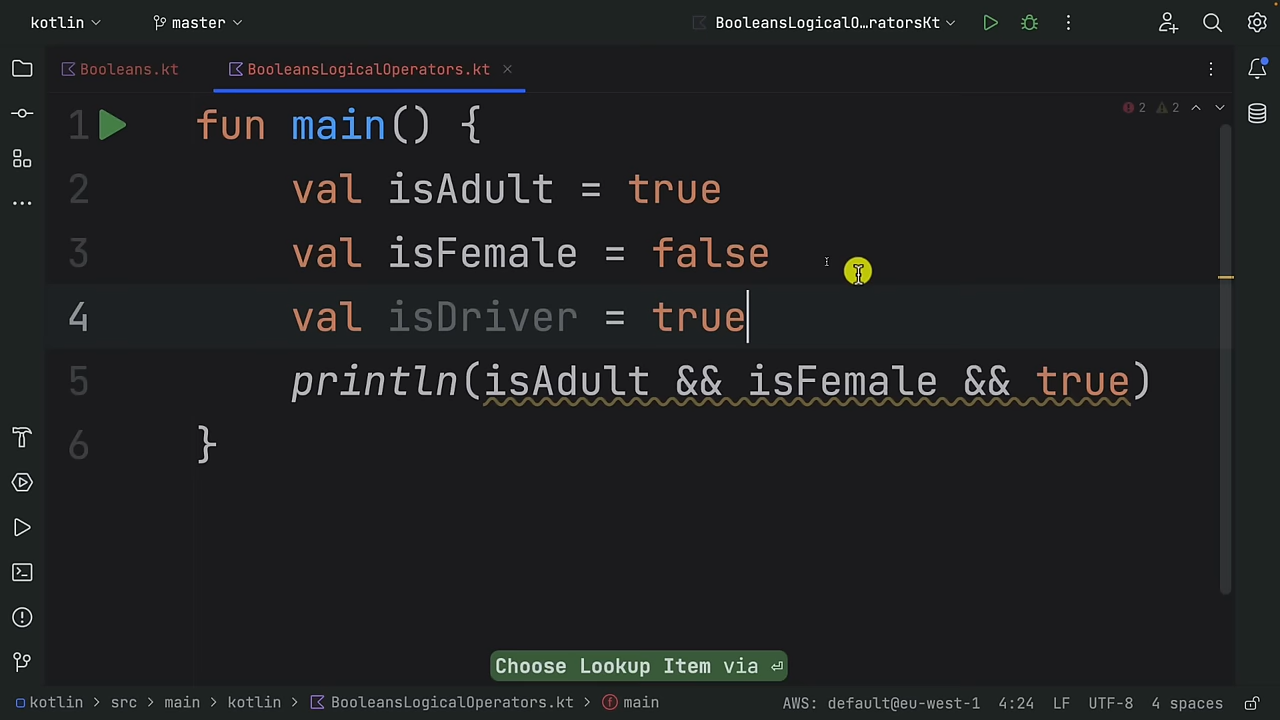 kotlin
master
BooleansLogicalO...ratorsKt
Booleans.kt
BooleansLogicalOperators.kt
2 2
1 fun main() {
2 val isAdult = true
3 val isFemale = false
4 val isDriver = true
5 println(isAdult && isFemale && true)
6 }
Choose Lookup Item via ⏎
kotlin > src > main > kotlin > BooleansLogicalOperators.kt > main AWS: default@eu-west-1 4:24 LF UTF-8 4 spaces